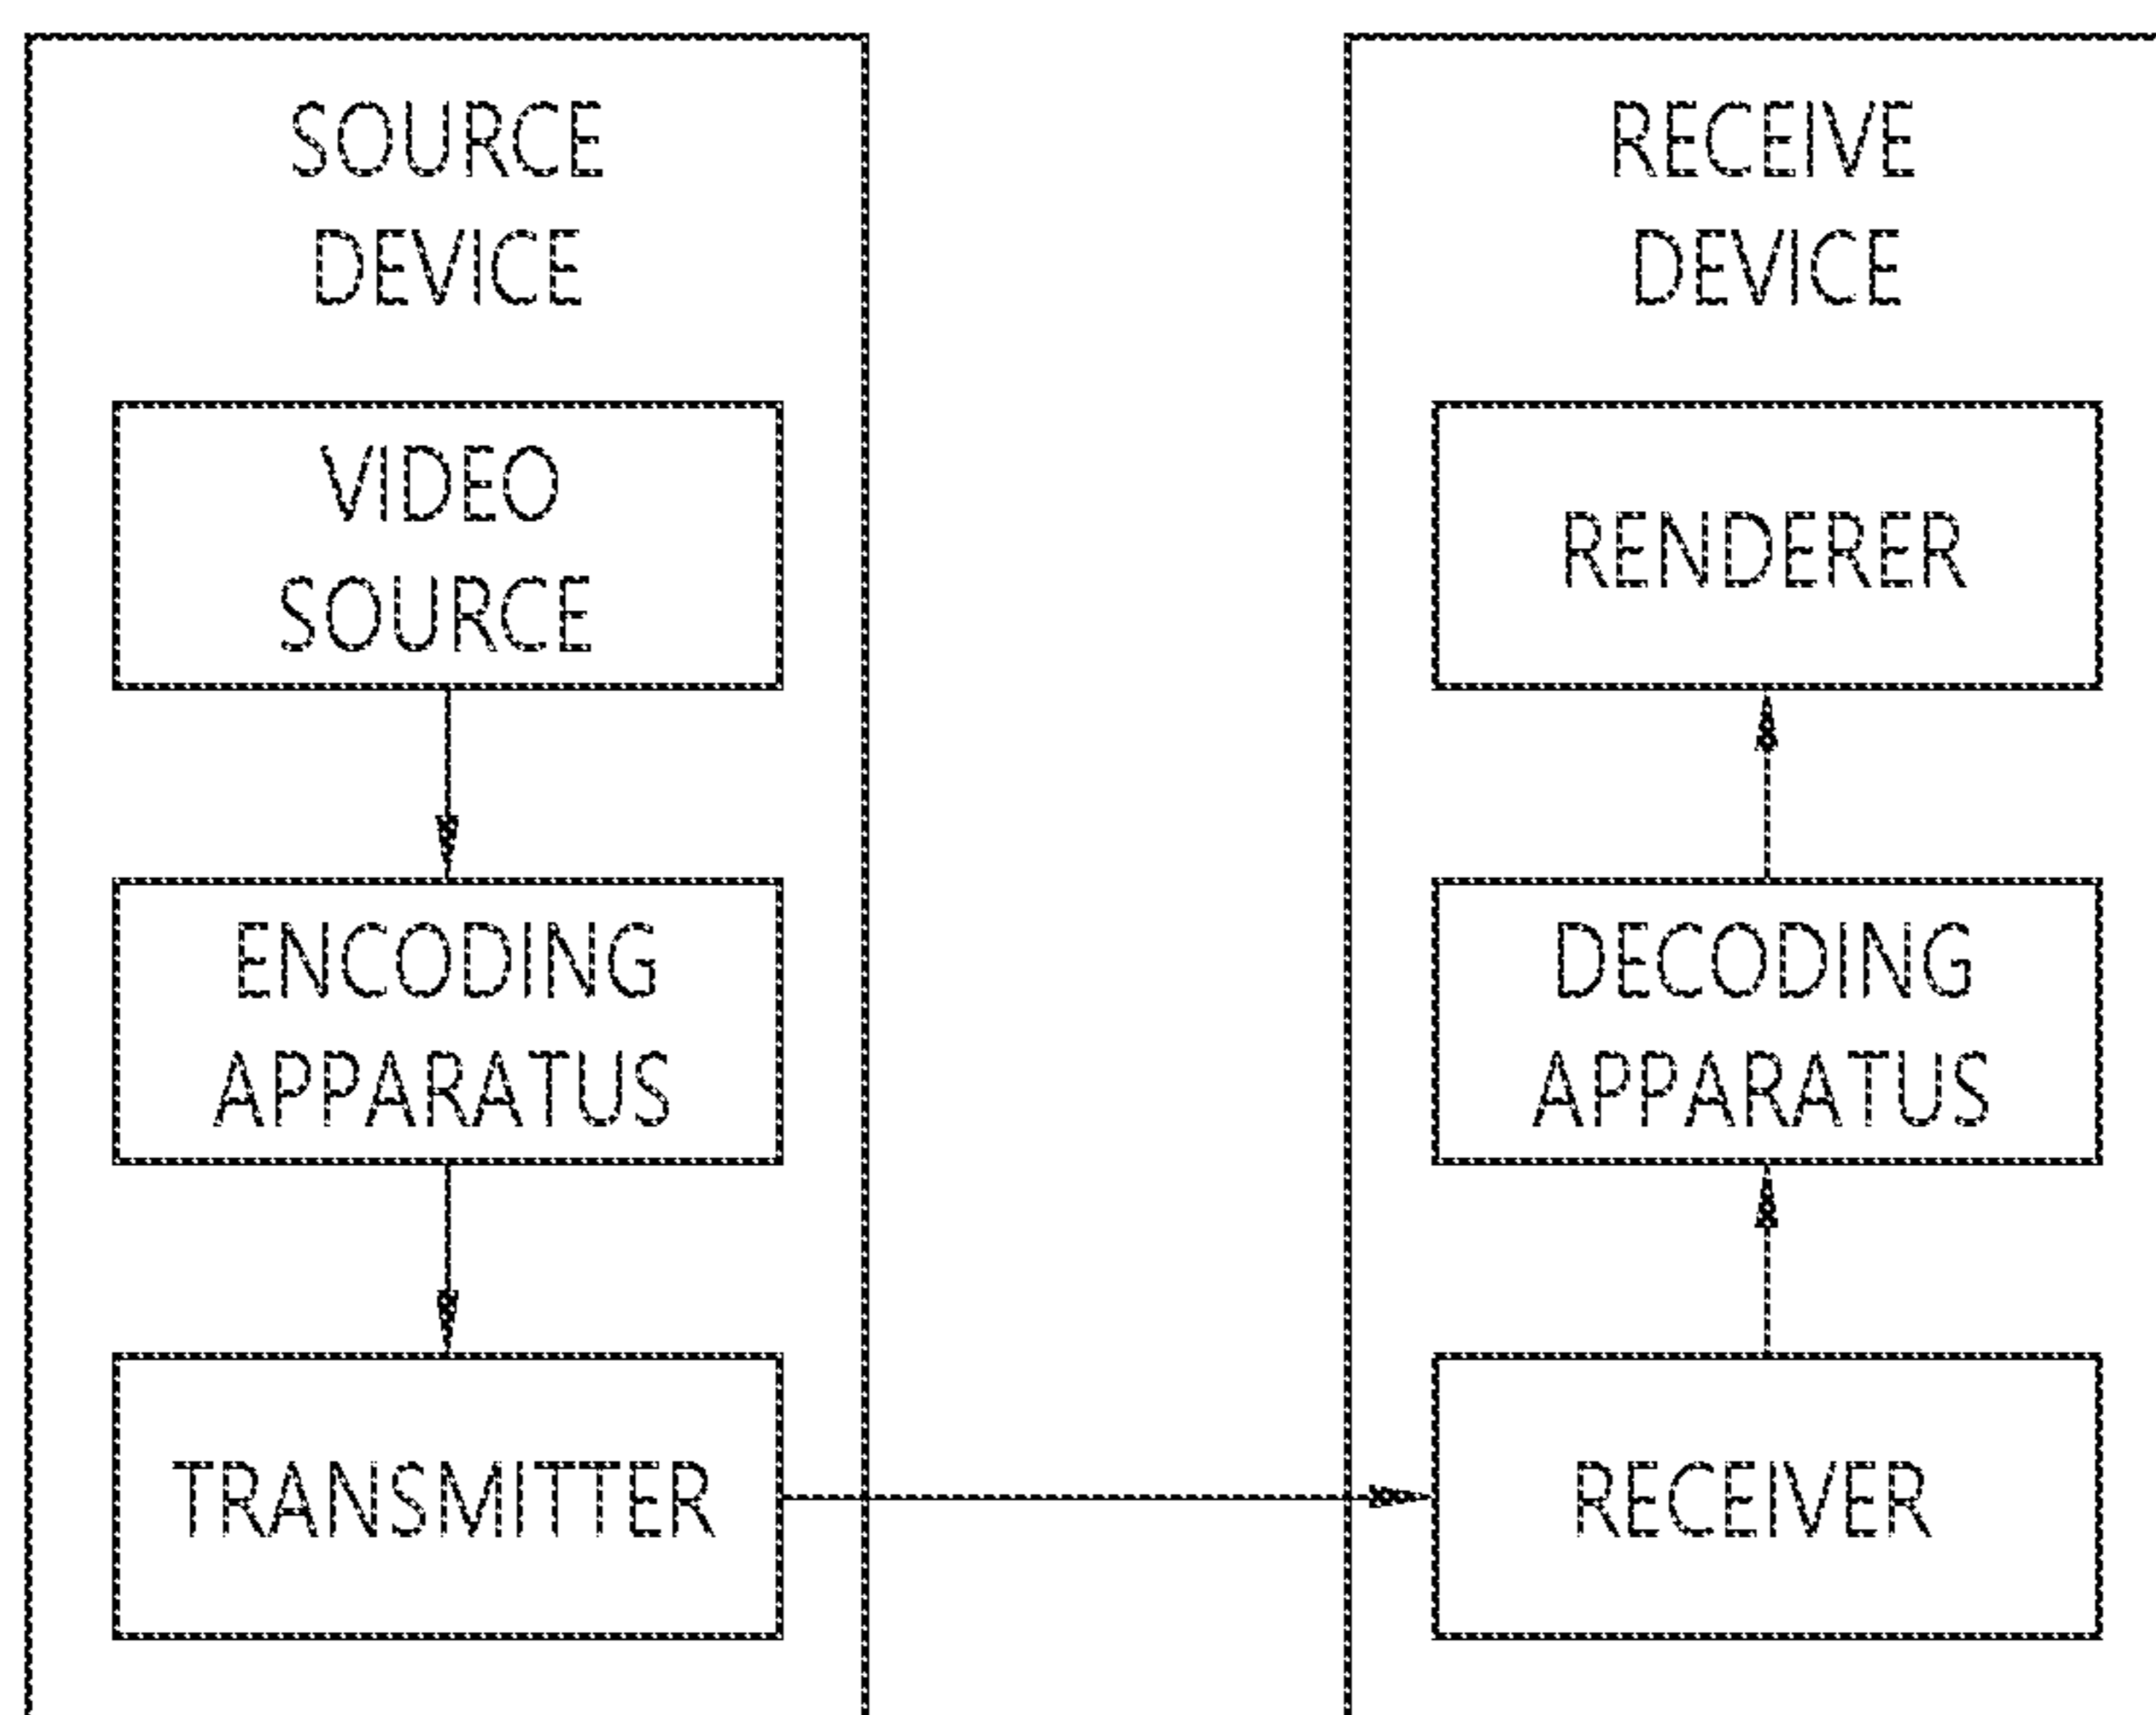 SOURCE
DEVICE
VIDEO
SOURCE
ENCODING
APPARATUS
TRANSMITTER
RECEIVE
DEVICE
RENDERER
DECODING
APPARATUS
RECEIVER